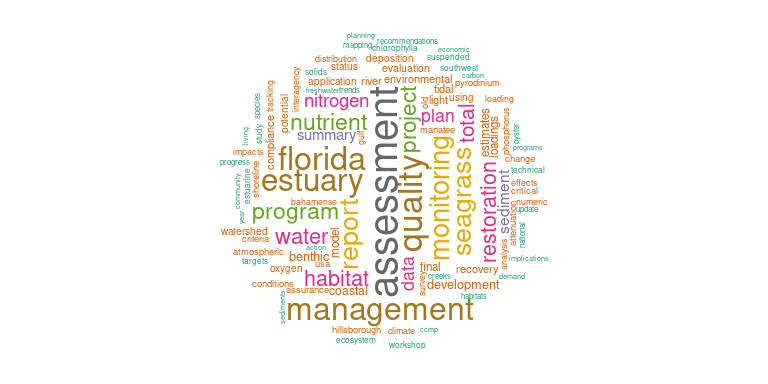 planning
mapping
recommendations
chlorophylla
economic
distribution
deposition
suspended
status
evaluation
southwest
solids
carbon
application
river
environmental
pyrodinium
freshwater
trends
tidal
interagency
tracking
species
potential
nitrogen
light
using
loading
old
plan
total
project
nutrient
summary
gulf
manatee
estimates
loadings
phosphorus
oyster
programs
living
study
compliance
impacts
progress
florida
estuary
assessment
quality
monitoring
seagrass
restoration
sediment
change
technical
effects
critical
numeric
update
community
estuarine
shoreline
year
program
bahamense
report
watershed
criteria
water
model
action
atmospheric
targets
benthic
usa
oxygen
habitat
data
final
survey
creeks
recovery
analysis
attenuation
national
implications
demand
conditions
assurance
coastal
development
habitats
sediments
management
hillsborough
climate
ccmp
ecosystem
workshop